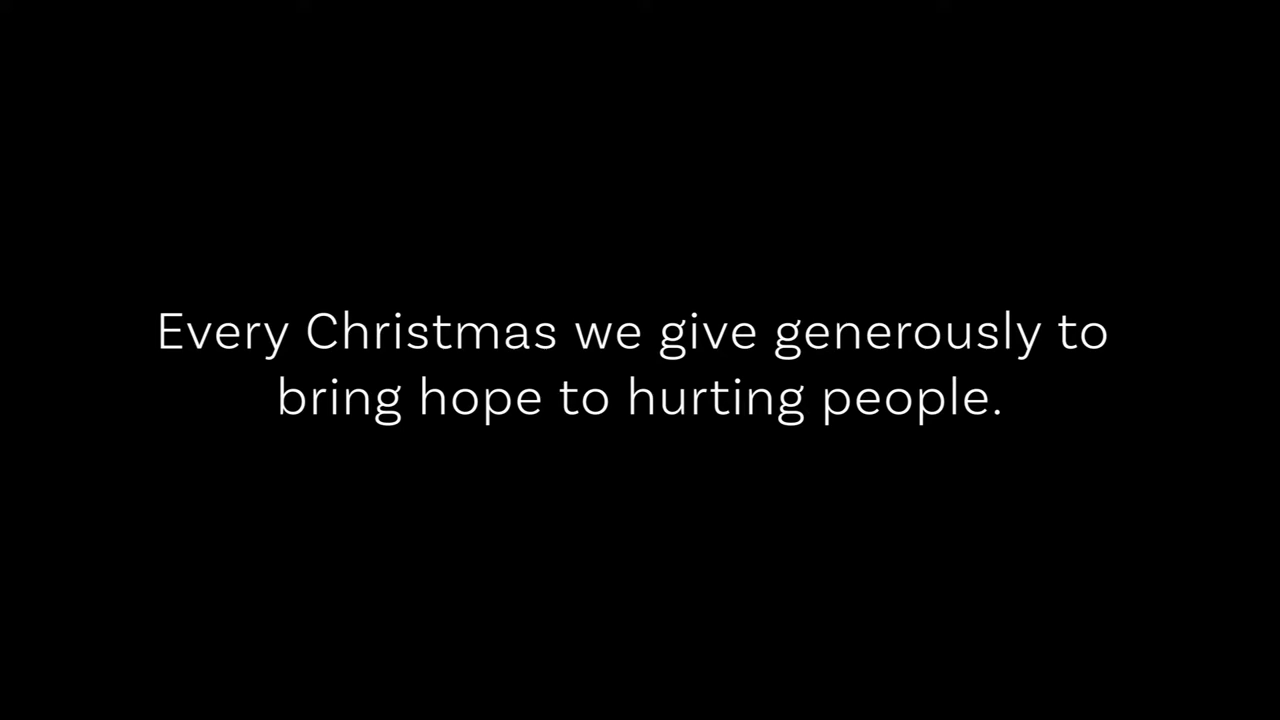 Every Christmas we give generously to
bring hope to hurting people.